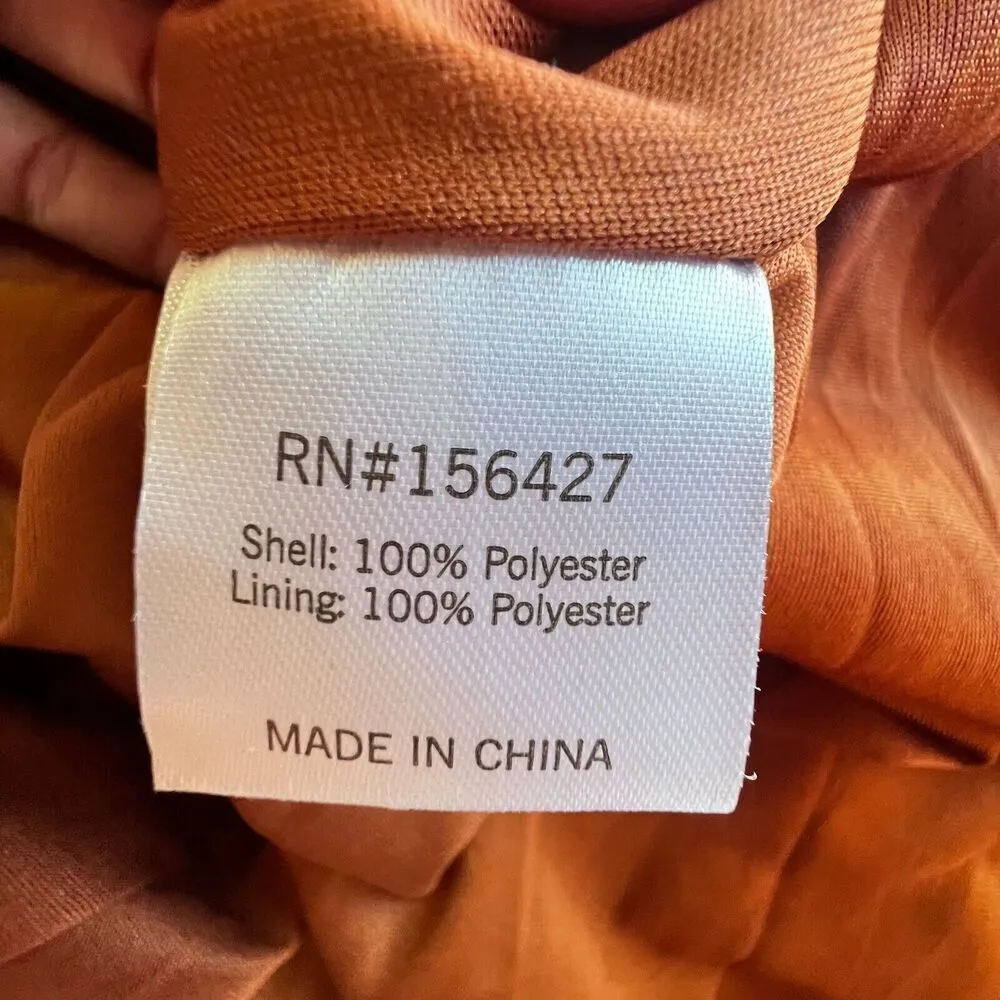 RN#156427
Shell: 100% Polyester
Lining: 100% Polyester
MADE IN CHINA